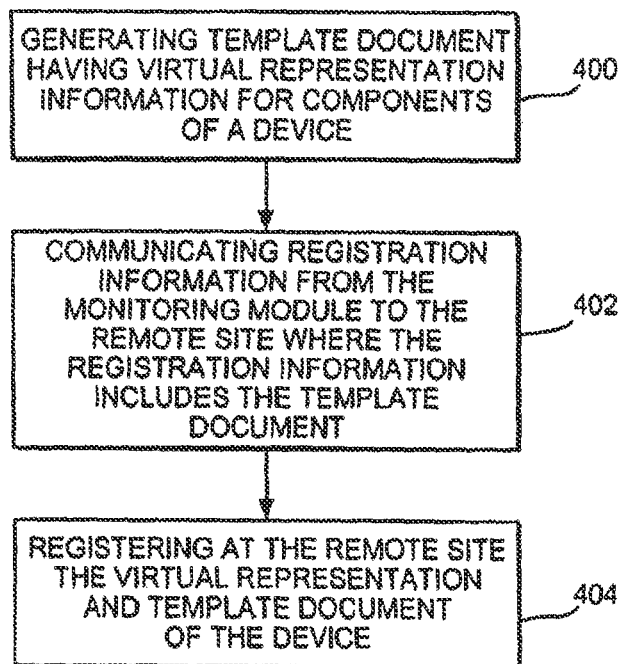 GENERATING TEMPLATE DOCUMENT
HAVING VIRTUAL REPRESENTATION
INFORMATION FOR COMPONENTS
OF A DEVICE
400
COMMUNICATING REGISTRATION
INFORMATION FROM THE
MONITORING MODULE TO THE
REMOTE SITE WHERE THE
REGISTRATION INFORMATION
INCLUDES THE TEMPLATE
DOCUMENT
402
REGISTERING AT THE REMOTE SITE
THE VIRTUAL REPRESENTATION
AND TEMPLATE DOCUMENT
OF THE DEVICE
404